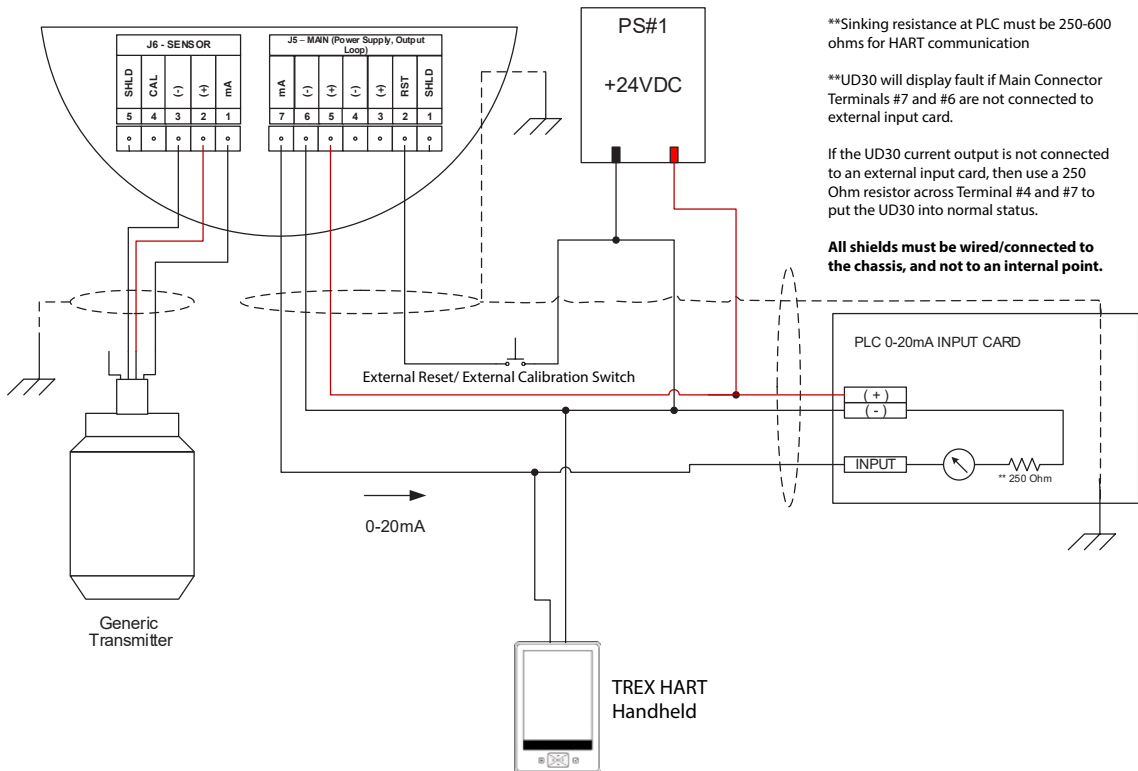 J6 - SENSOR
SHLD
CAL
(-)
(+)
mA
5
4
3
2
1
J5 – MAIN (Power Supply, Output
Loop)
mA
(-)
(+)
(-)
(+)
RST
SHLD
7
6
5
4
3
2
1
PS#1
+24VDC
**Sinking resistance at PLC must be 250-600
ohms for HART communication
**UD30 will display fault if Main Connector
Terminals #7 and #6 are not connected to
external input card.
If the UD30 current output is not connected
to an external input card, then use a 250
Ohm resistor across Terminal #4 and #7 to
put the UD30 into normal status.
All shields must be wired/connected to
the chassis, and not to an internal point.
PLC 0-20mA INPUT CARD
External Reset/ External Calibration Switch
(+)
(-)
INPUT
** 250 Ohm
0-20mA
Generic
Transmitter
TREX HART
Handheld